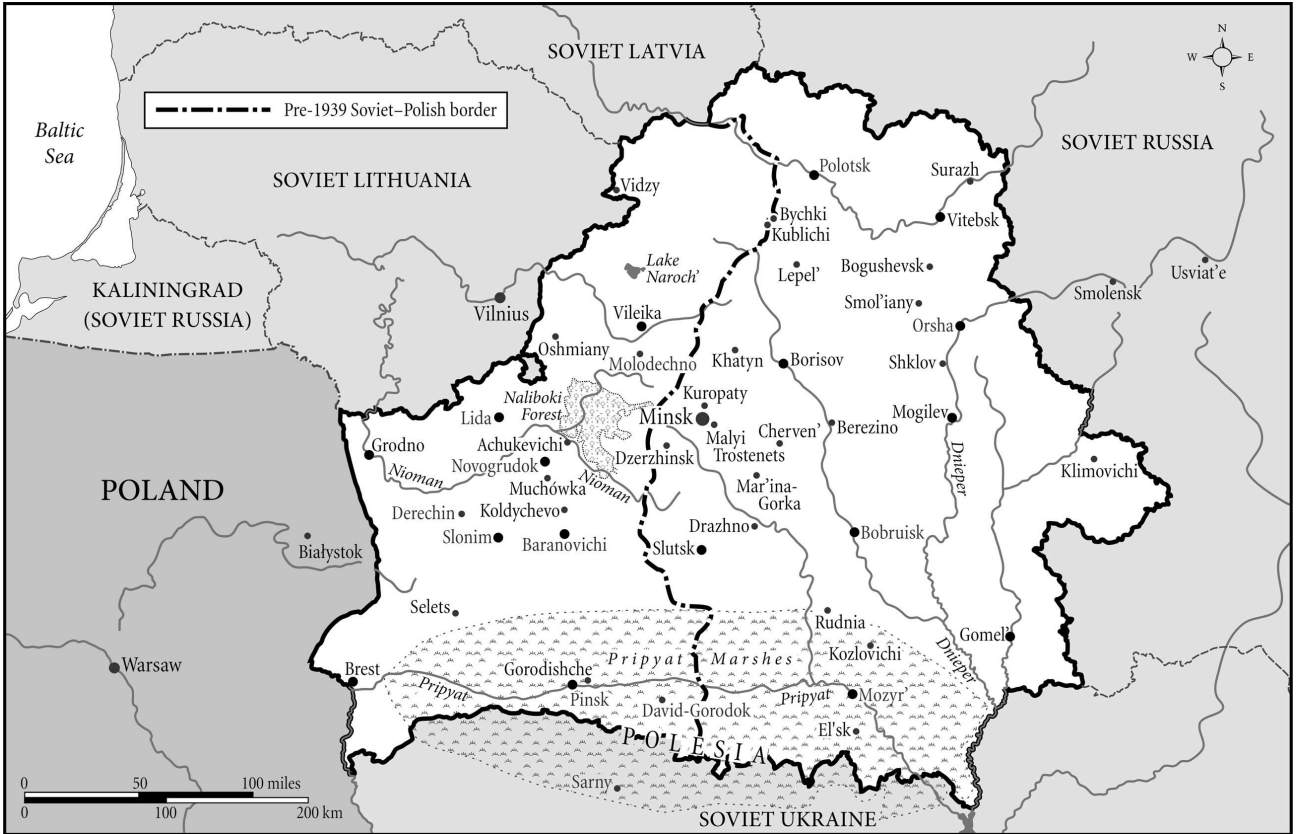 SOVIET LATVIA
N
W
E
S
Pre-1939 Soviet–Polish border
Baltic
Sea
SOVIET RUSSIA
SOVIET LITHUANIA
Polotsk
Surazh
Vidzy
Bychki
Kublichi
Vitebsk
Lake
Naroch'
Lepel'
Bogushevsk
Usviat'e
KALININGRAD
(SOVIET RUSSIA)
Smolensk
Vilnius
Vileika
Smol'iany
Orsha
Oshmiany
Molodechno
Khatyn
Borisov
Shklov
Naliboki
Forest
Kuropaty
Lida
Minsk
Mogilev
Malyi
Trostenets
Cherven'
Berezino
Grodno
Achukevichi
Dzerzhinsk
Dnieper
Klimovichi
Novogrudok
Nioman
Nioman
Muchówka
Mar'ina-
Gorka
POLAND
Derechin
Koldychevo
Drazhno
Slonim
Baranovichi
Slutsk
Bobruisk
Białystok
Selets
Rudnia
Gomel'
Kozlovichi
Pripyat Marshes
Dnieper
Warsaw
Brest
Gorodishche
Pripyat
Pinsk
Pripyat
Mozyr'
David-Gorodok
El'sk
POLESIA
Sarny
0 50 100 miles
0 100 200 km
SOVIET UKRAINE